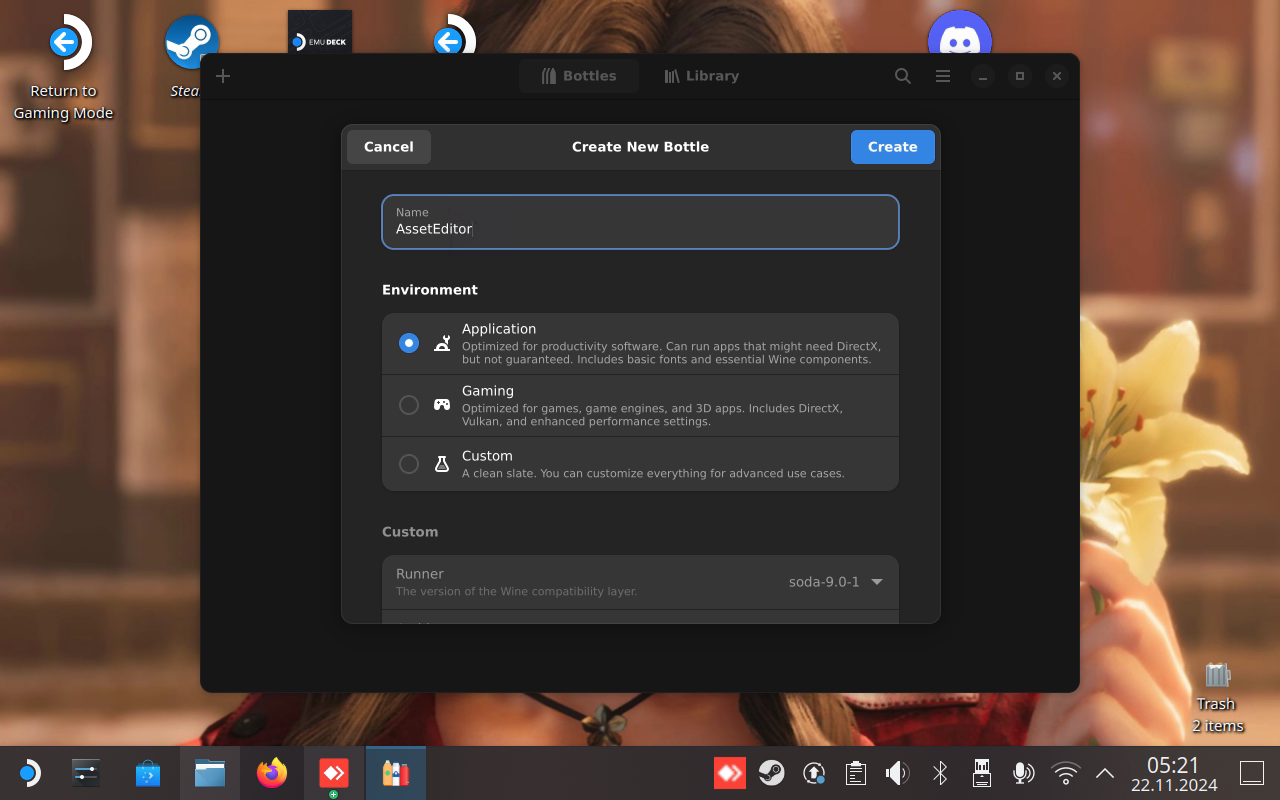 EMUDECK
Return to
Gaming Mode
Stea
Bottles
Library
Cancel
Create New Bottle
Create
Name
AssetEditor
Environment
Application
Optimized for productivity software. Can run apps that might need DirectX,
but not guaranteed. Includes basic fonts and essential Wine components.
Gaming
Optimized for games, game engines, and 3D apps. Includes DirectX,
Vulkan, and enhanced performance settings.
Custom
A clean slate. You can customize everything for advanced use cases.
Custom
Runner
The version of the Wine compatibility layer.
soda-9.0-1
Trash
2 items
05:21
22.11.2024